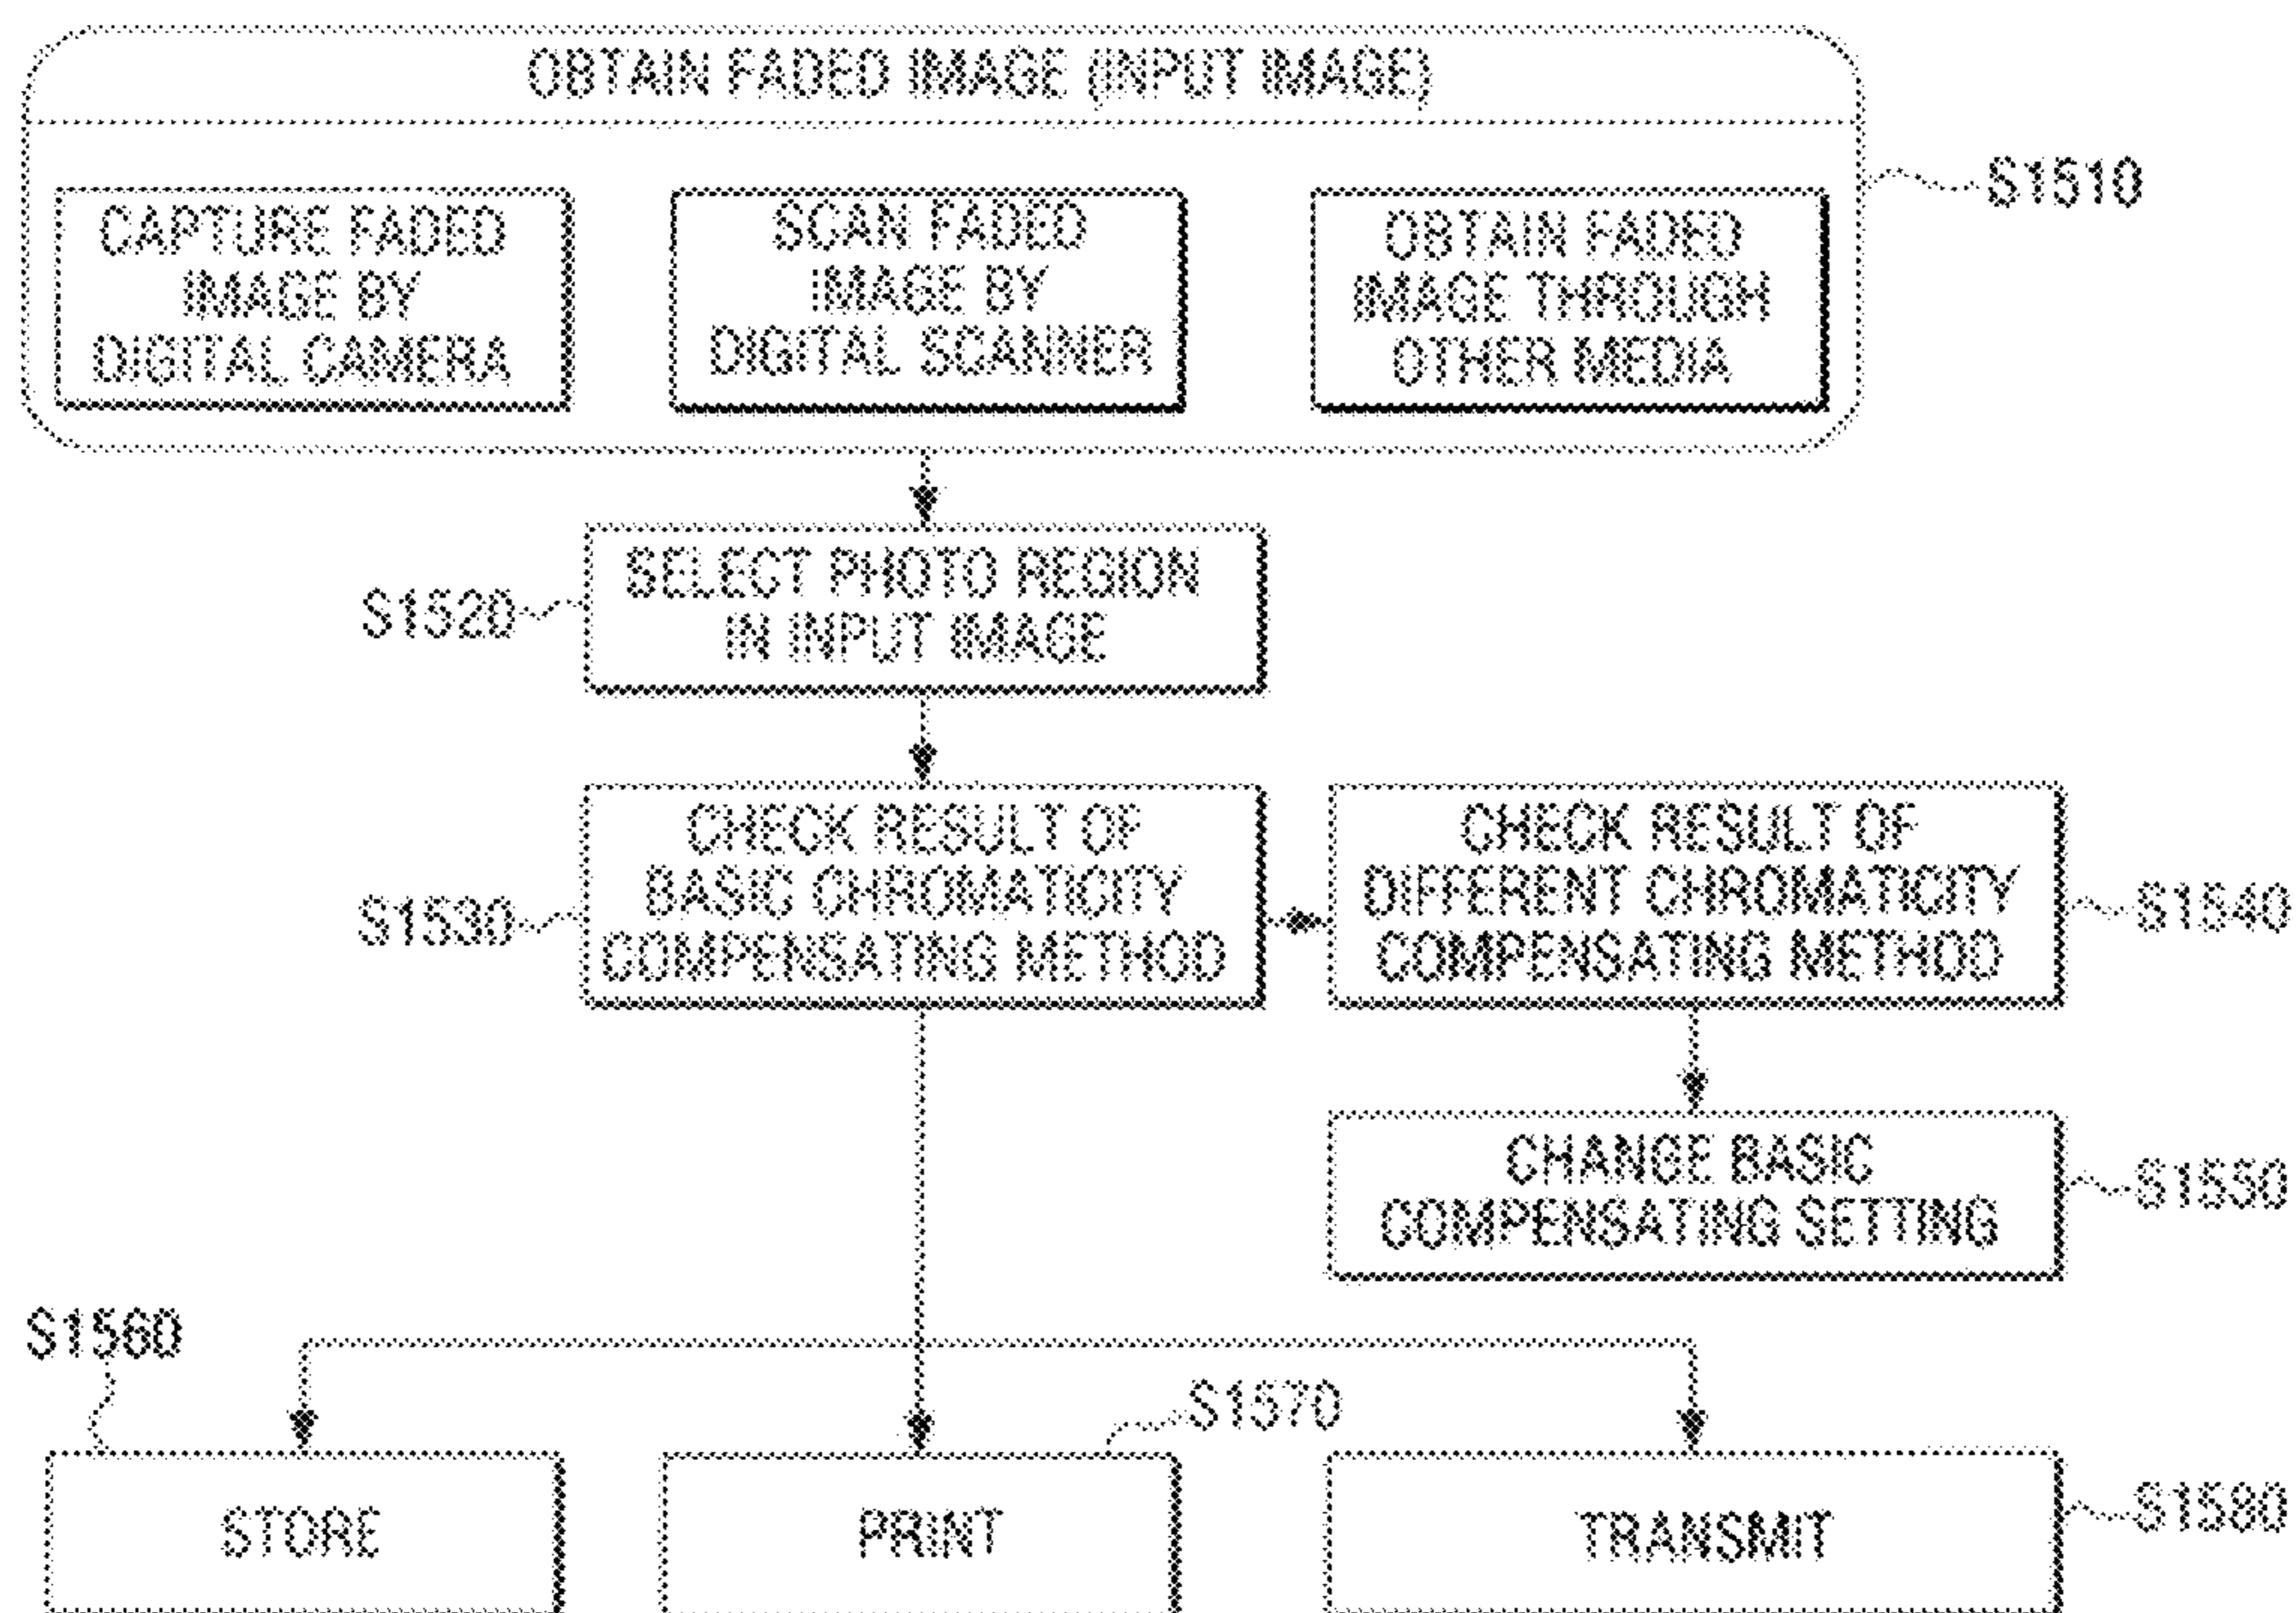 OBTAIN FADED IMAGE (INPUT IMAGE)
CAPTURE FADED
IMAGE BY
DIGITAL CAMERA
SCAN FADED
IMAGE BY
DIGITAL SCANNER
OBTAIN FADED
IMAGE THROUGH
OTHER MEDIA
S1510
SELECT PHOTO REGION
IN INPUT IMAGE
S1520
CHECK RESULT OF
BASIC CHROMATICITY
COMPENSATING METHOD
S1530
CHECK RESULT OF
DIFFERENT CHROMATICITY
COMPENSATING METHOD
S1540
CHANGE BASIC
COMPENSATING SETTING
S1550
S1560
STORE
S1570
PRINT
TRANSMIT
S1580